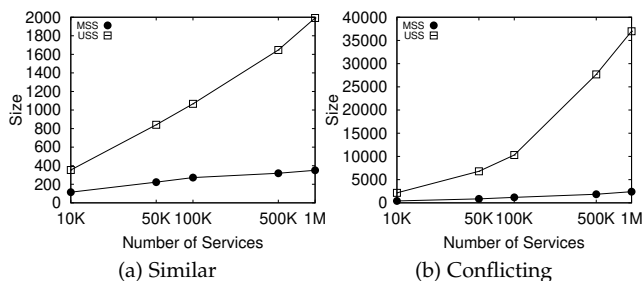 MSS
USS
2000
1800
1600
1400
1200
1000
800
600
400
200
0
Size
10K 50K 100K 500K 1M
Number of Services
(a) Similar
MSS
USS
40000
35000
30000
25000
20000
15000
10000
5000
0
Size
10K 50K 100K 500K 1M
Number of Services
(b) Conflicting